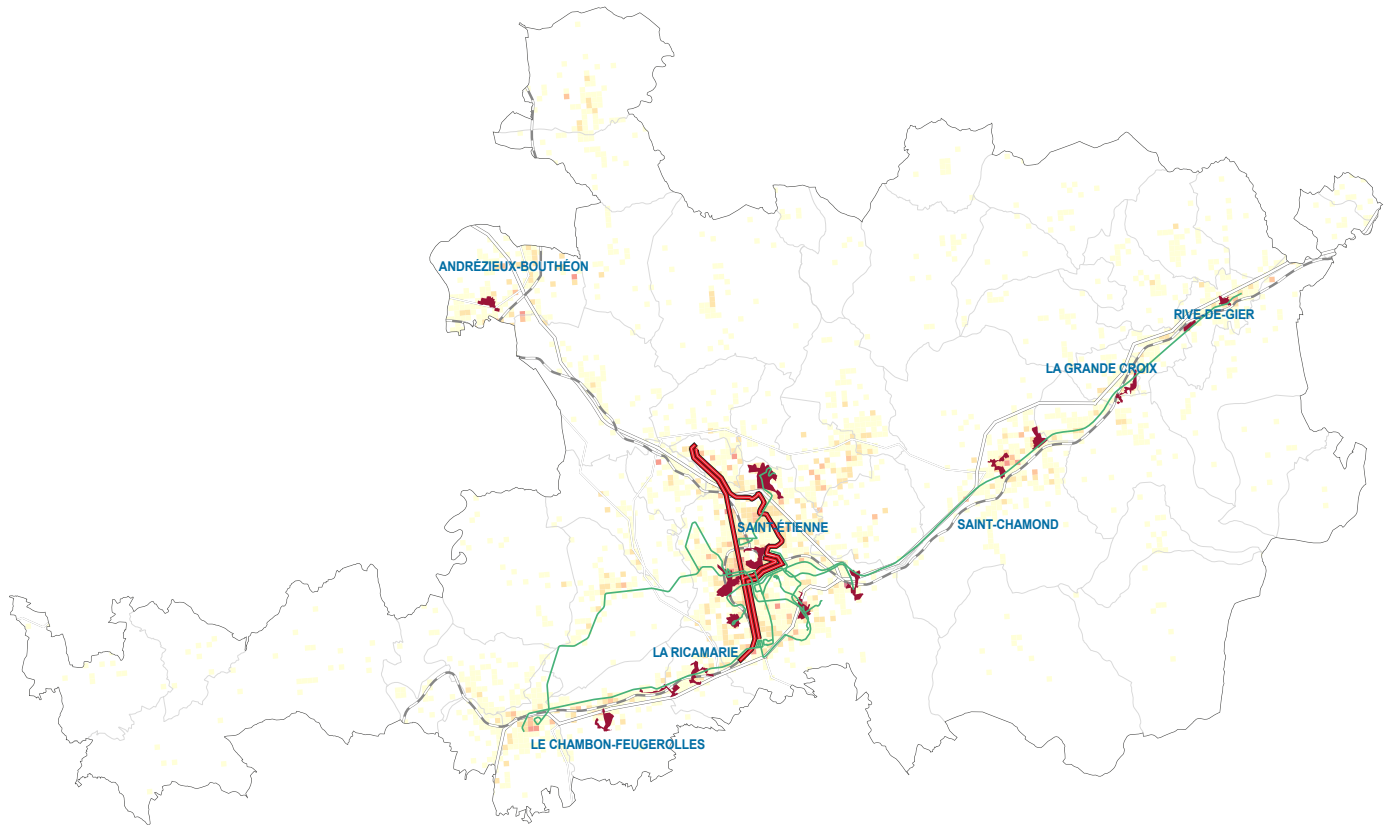 ANDRÉZIEUX-BOUTHÉON
RIVE-DE-GIER
LA GRANDE CROIX
SAINT-CHAMOND
SAINT-ÉTIENNE
LA RICAMARIE
LE CHAMBON-FEUGEROLLES